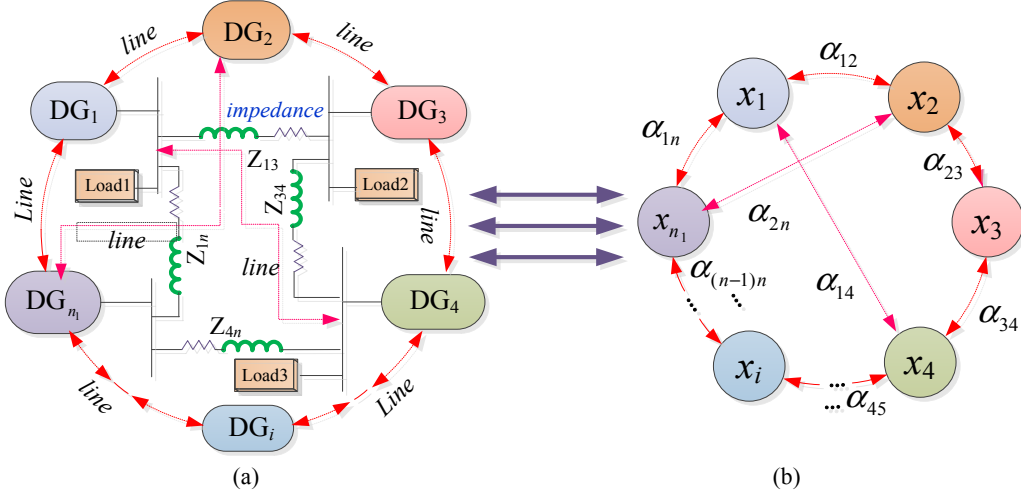 line
DG₂
line
DG₁
impedance
DG₃
Z₁₃
Load1
Z₃₄
Load2
Line
line
Z₁ₙ
line
line
DGₙ₁
DG₄
Z₄ₙ
Load3
line
Line
DGᵢ
(a)
x₁
α₁₂
x₂
α₁ₙ
α₂₃
xₙ₁
α₂ₙ
x₃
α₍ₙ₋₁₎ₙ
...
...
α₁₄
α₃₄
xᵢ
x₄
...
...
α₄₅
(b)